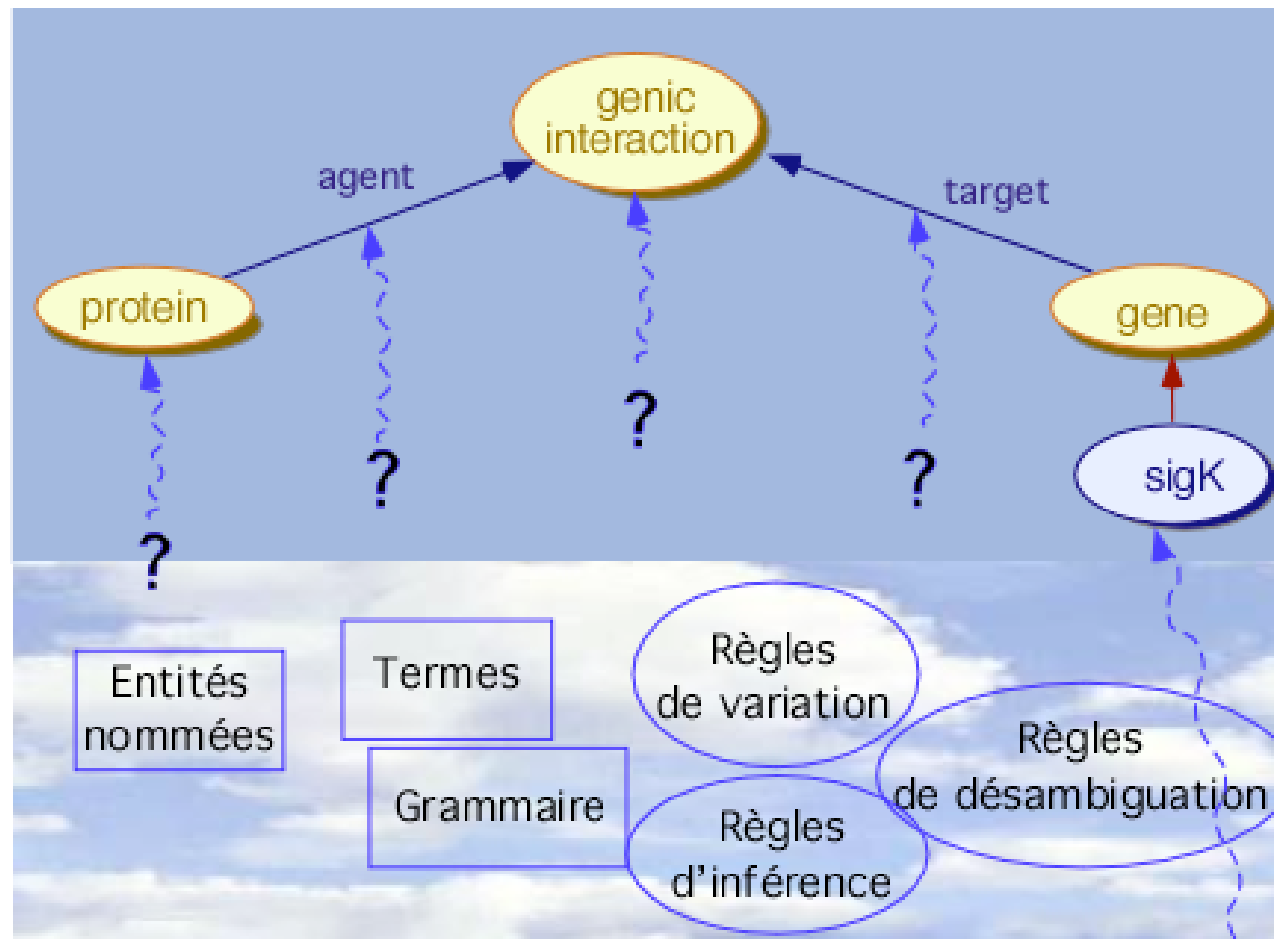 genic
interaction
agent
target
protein
gene
?
?
?
sigK
?
Entités
nommées
Termes
Règles
de variation
Règles
de désambiguation
Grammaire
Règles
d'inférence